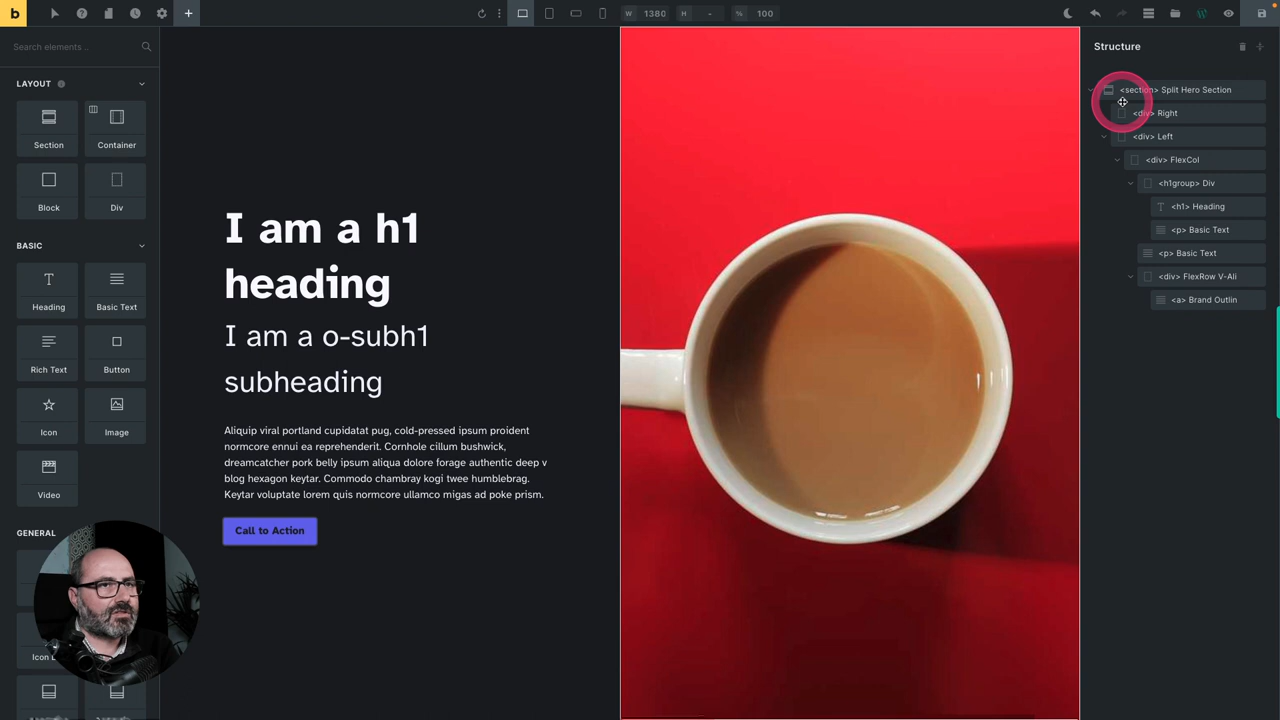 b
W 1380 H - % 100
Search elements ..
LAYOUT
Section
Container
Block
Div
BASIC
Heading
Basic Text
Rich Text
Button
Icon
Image
Video
GENERAL
I am a h1
heading
I am a o-subh1
subheading
Aliquip viral portland cupidatat pug, cold-pressed ipsum proident
normcore ennui ea reprehenderit. Cornhole cillum bushwick,
dreamcatcher pork belly ipsum aliqua dolore forage authentic deep v
blog hexagon keytar. Commodo chambray kogi twee humblebrag.
Keytar voluptate lorem quis normcore ullamco migas ad poke prism.
Call to Action
Structure
<section> Split Hero Section
<div> Right
<div> Left
<div> FlexCol
<h1group> Div
<h1> Heading
<p> Basic Text
<p> Basic Text
<div> FlexRow V-Ali
<a> Brand Outlin